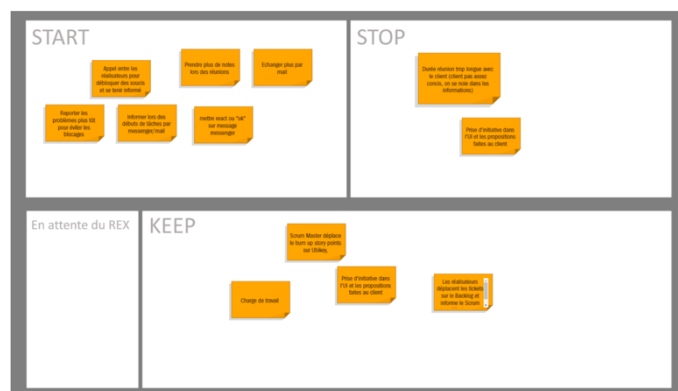 START
Appel entre les
réalisateurs pour
débloquer des soucis
et se tenir informé
Prendre plus de notes
lors des réunions
Echanger plus par
mail
Reporter les
problèmes plus tôt
pour éviter les
blocages
Informer lors des
débuts de tâches par
messenger/mail
mettre react ou "ok"
sur message
messenger
STOP
Durée réunion trop longue avec
le client (client pas assez
concis, on se noie dans les
informations)
Prise d'initiative dans
l'UI et les propositions
faites au client
En attente du REX
KEEP
Scrum Master déplace
le burn up story points
sur Ubikey.
Prise d'initiative dans
l'UI et les propositions
faites au client
Charge de travail
Les réalisateurs
déplacent les tickets
sur le Backlog et
informe le Scrum